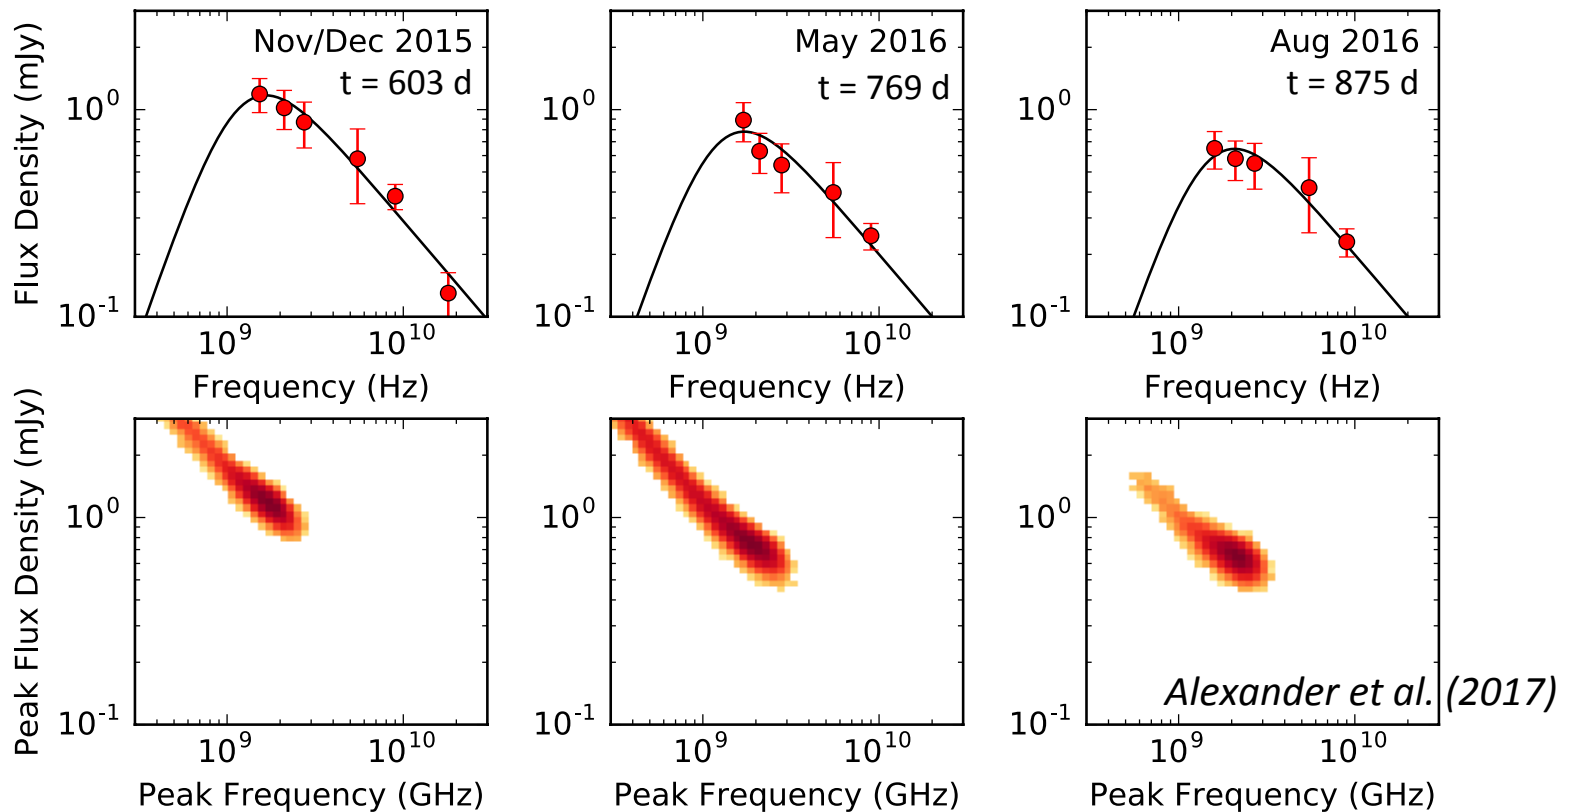 Flux Density (mJy)
10^0
10^-1
Nov/Dec 2015
t = 603 d
10^9
10^10
Frequency (Hz)
10^0
10^-1
May 2016
t = 769 d
10^9
10^10
Frequency (Hz)
10^0
10^-1
Aug 2016
t = 875 d
10^9
10^10
Frequency (Hz)
Peak Flux Density (mJy)
10^0
10^-1
10^9
10^10
Peak Frequency (GHz)
10^0
10^-1
10^9
10^10
Peak Frequency (GHz)
10^0
10^-1
Alexander et al. (2017)
10^9
10^10
Peak Frequency (GHz)